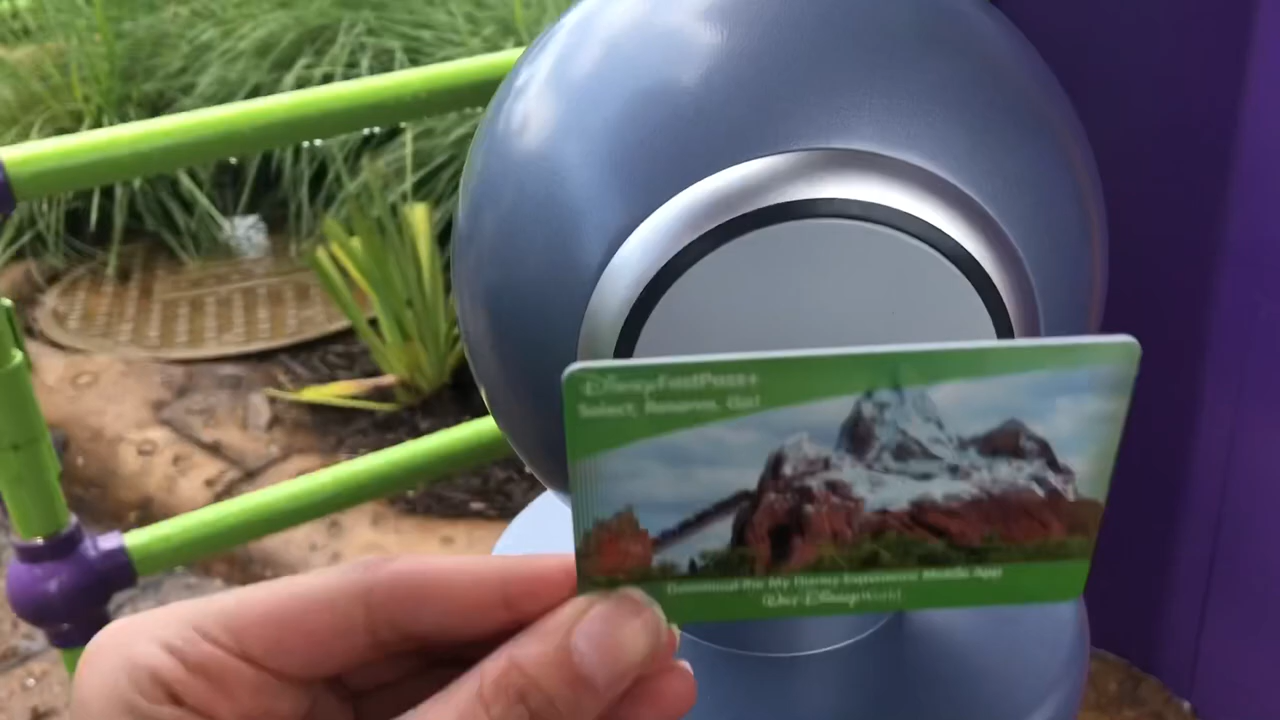 Disney FastPass+
Select, Reserve, Go!
Download the My Disney Experience Mobile App
Walt Disney World